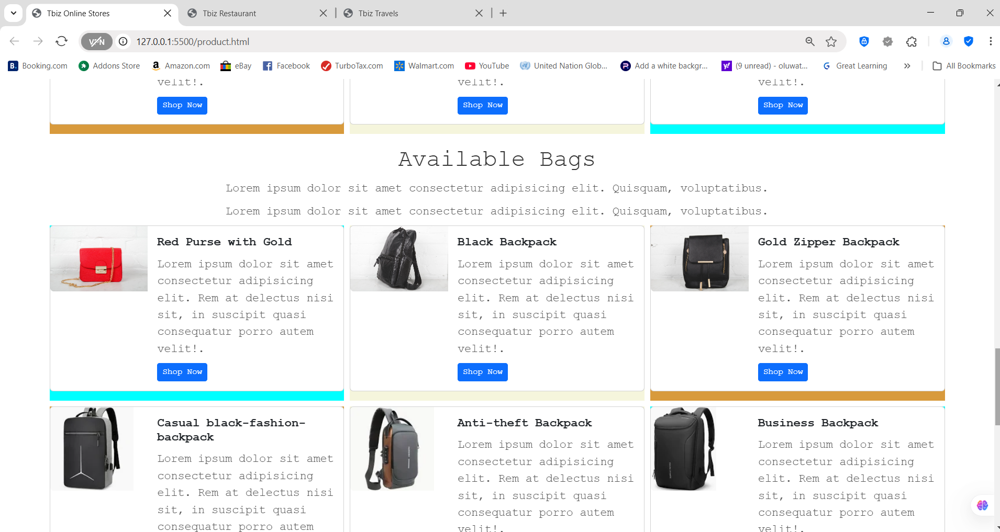 Tbiz Online Stores
Tbiz Restaurant
Tbiz Travels
VPN
127.0.0.1:5500/product.html
Booking.com
Addons Store
Amazon.com
eBay
Facebook
TurboTax.com
Walmart.com
YouTube
United Nation Glob...
Add a white backgr...
(9 unread) - oluwat...
Great Learning
All Bookmarks
velit!.
velit!.
velit!.
Shop Now
Shop Now
Shop Now
Available Bags
Lorem ipsum dolor sit amet consectetur adipisicing elit. Quisquam, voluptatibus.
Lorem ipsum dolor sit amet consectetur adipisicing elit. Quisquam, voluptatibus.
Red Purse with Gold
Lorem ipsum dolor sit amet
consectetur adipisicing
elit. Rem at delectus nisi
sit, in suscipit quasi
consequatur porro autem
velit!.
Shop Now
Black Backpack
Lorem ipsum dolor sit amet
consectetur adipisicing
elit. Rem at delectus nisi
sit, in suscipit quasi
consequatur porro autem
velit!.
Shop Now
Gold Zipper Backpack
Lorem ipsum dolor sit amet
consectetur adipisicing
elit. Rem at delectus nisi
sit, in suscipit quasi
consequatur porro autem
velit!.
Shop Now
Casual black-fashion-
backpack
Lorem ipsum dolor sit amet
consectetur adipisicing
elit. Rem at delectus nisi
sit, in suscipit quasi
consequatur porro autem
Anti-theft Backpack
Lorem ipsum dolor sit amet
consectetur adipisicing
elit. Rem at delectus nisi
sit, in suscipit quasi
consequatur porro autem
velit!.
Business Backpack
Lorem ipsum dolor sit amet
consectetur adipisicing
elit. Rem at delectus nisi
sit, in suscipit quasi
consequatur porro autem
velit!.